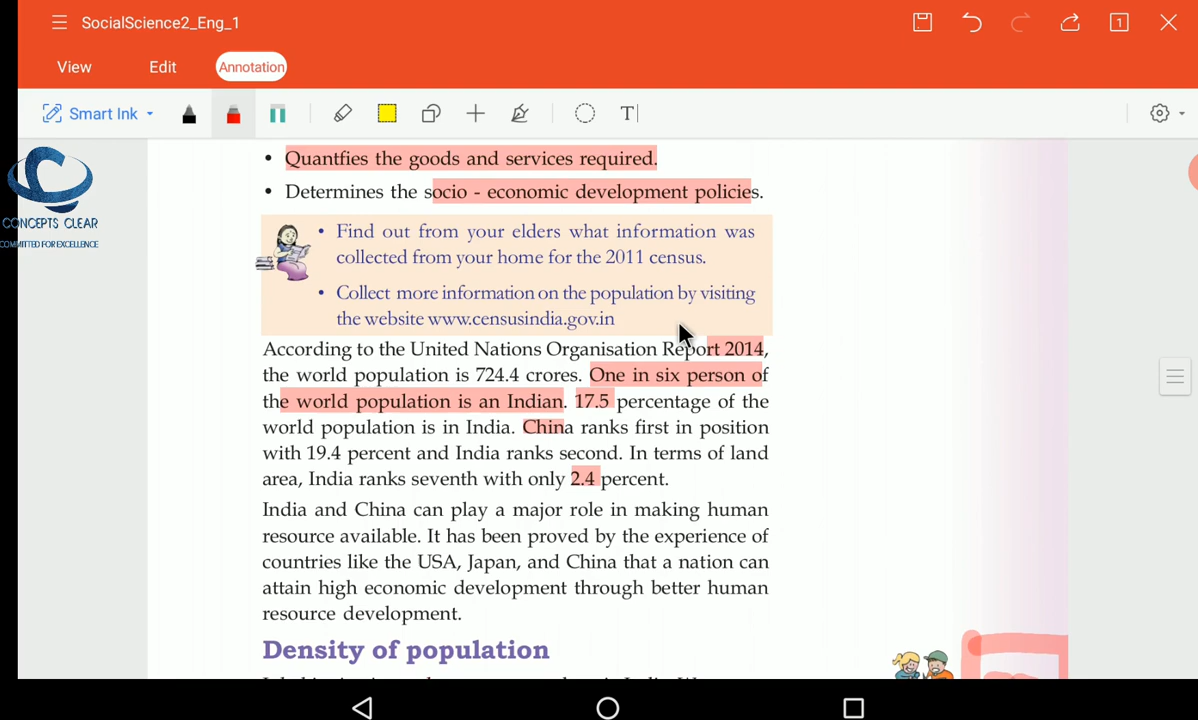 SocialScience2_Eng_1
1
View
Edit
Annotation
Smart Ink
T
CONCEPTS CLEAR
COMMITTED FOR EXCELLENCE
• Quantfies the goods and services required.
• Determines the socio - economic development policies.
• Find out from your elders what information was
collected from your home for the 2011 census.
• Collect more information on the population by visiting
the website www.censusindia.gov.in
According to the United Nations Organisation Report 2014,
the world population is 724.4 crores. One in six person of
the world population is an Indian. 17.5 percentage of the
world population is in India. China ranks first in position
with 19.4 percent and India ranks second. In terms of land
area, India ranks seventh with only 2.4 percent.
India and China can play a major role in making human
resource available. It has been proved by the experience of
countries like the USA, Japan, and China that a nation can
attain high economic development through better human
resource development.
Density of population